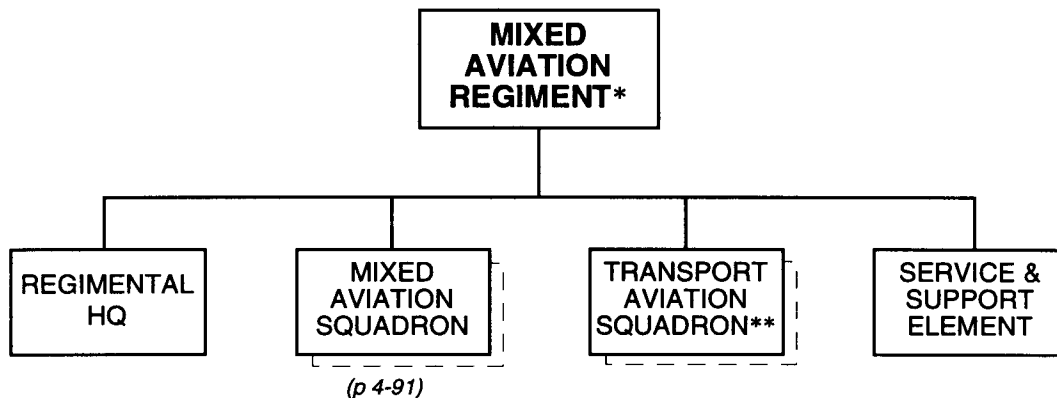 MIXED
AVIATION
REGIMENT*
REGIMENTAL
HQ
MIXED
AVIATION
SQUADRON
(p 4-91)
TRANSPORT
AVIATION
SQUADRON**
SERVICE &
SUPPORT
ELEMENT